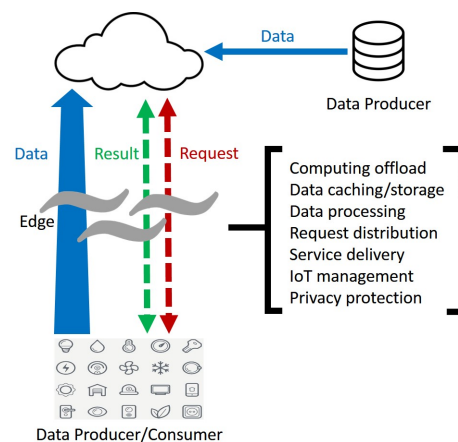 Data
Data Producer
Data
Result
Request
Edge
Computing offload
Data caching/storage
Data processing
Request distribution
Service delivery
IoT management
Privacy protection
Data Producer/Consumer